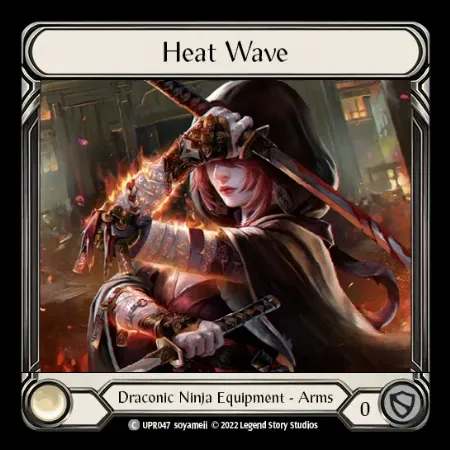 Heat Wave
Draconic Ninja Equipment - Arms
0
C UPR047 soyameii © 2022 Legend Story Studios